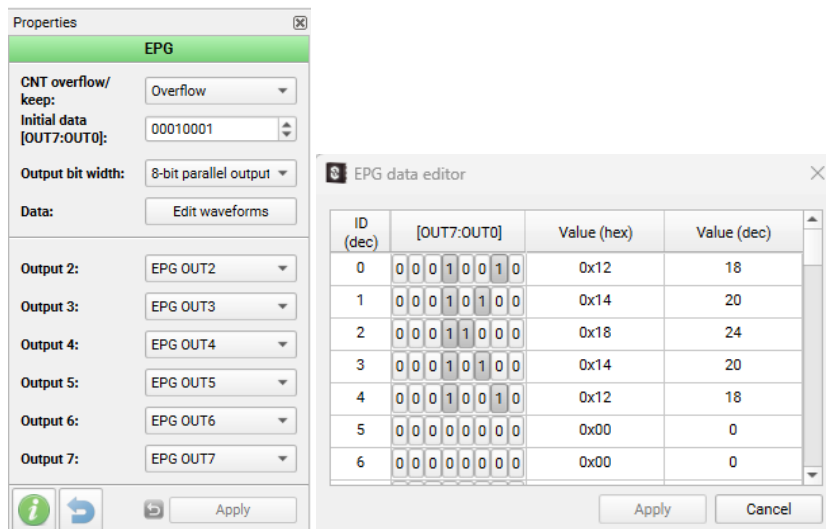 Properties
EPG
CNT overflow/
keep:
Overflow
Initial data
[OUT7:OUT0]:
00010001
Output bit width:
8-bit parallel output
Data:
Edit waveforms
Output 2:
EPG OUT2
Output 3:
EPG OUT3
Output 4:
EPG OUT4
Output 5:
EPG OUT5
Output 6:
EPG OUT6
Output 7:
EPG OUT7
Apply
EPG data editor
ID
(dec)
[OUT7:OUT0]
Value (hex)
Value (dec)
0 0 0 0 1 0 0 1 0 0x12 18
1 0 0 0 1 0 1 0 0 0x14 20
2 0 0 0 1 1 0 0 0 0x18 24
3 0 0 0 1 0 1 0 0 0x14 20
4 0 0 0 1 0 0 1 0 0x12 18
5 0 0 0 0 0 0 0 0 0x00 0
6 0 0 0 0 0 0 0 0 0x00 0
Apply
Cancel